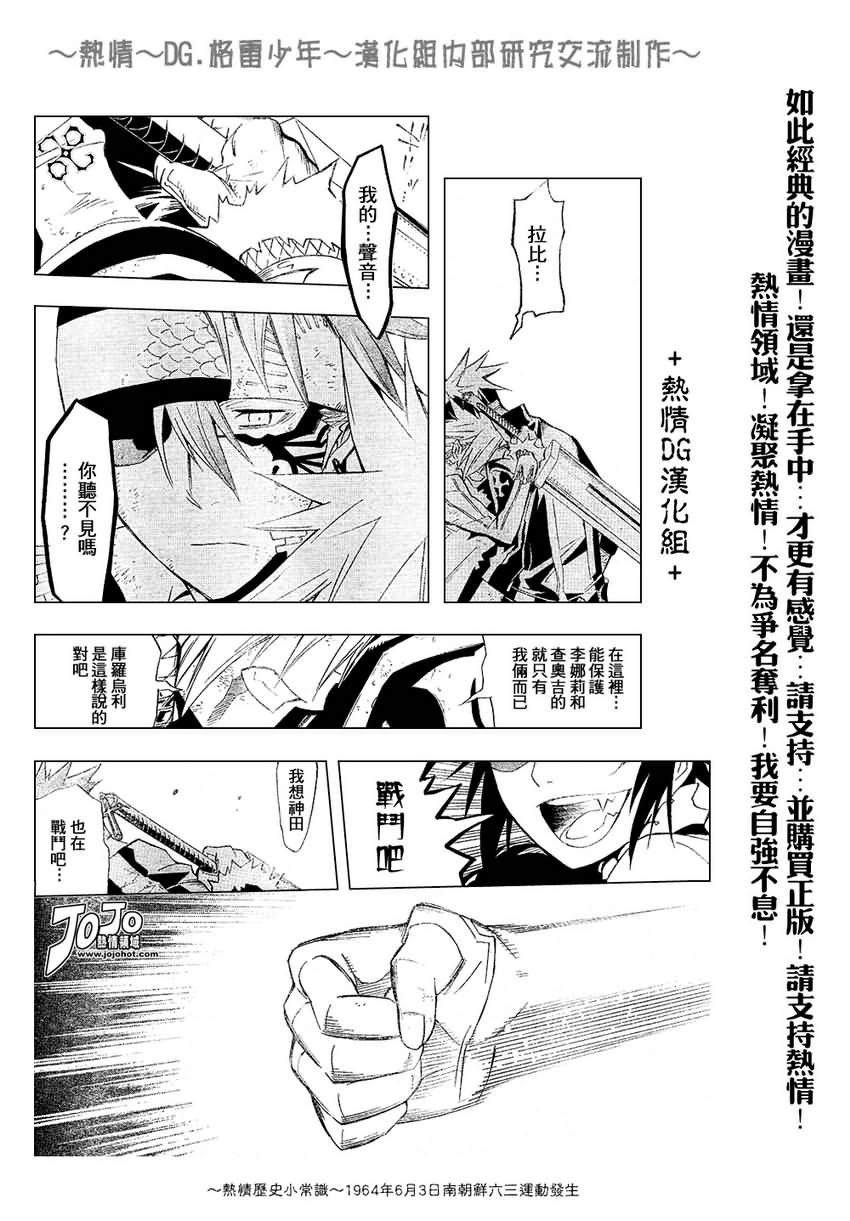 ～熱情～DG.格雷少年～漢化組內部研究交流制作～
如此經典的漫畫！還是拿在手中…才更有感覺…請支持…並購買正版！請支持熱情！
熱情領域！凝聚熱情！不為爭名奪利！我要自強不息！
+熱情DG漢化組+
拉比…
我的…聲音…
你聽不見嗎
………?
在這裡…
能保護
李娜莉和
查奧吉的
就只有
我倆而已
庫羅烏利
是這樣說的
對吧
戰鬥吧
我想神田
也在
戰鬥吧…
JOJO
熱情領域
www.jojohot.com
～熱情歷史小常識～1964年6月3日南朝鮮六三運動發生